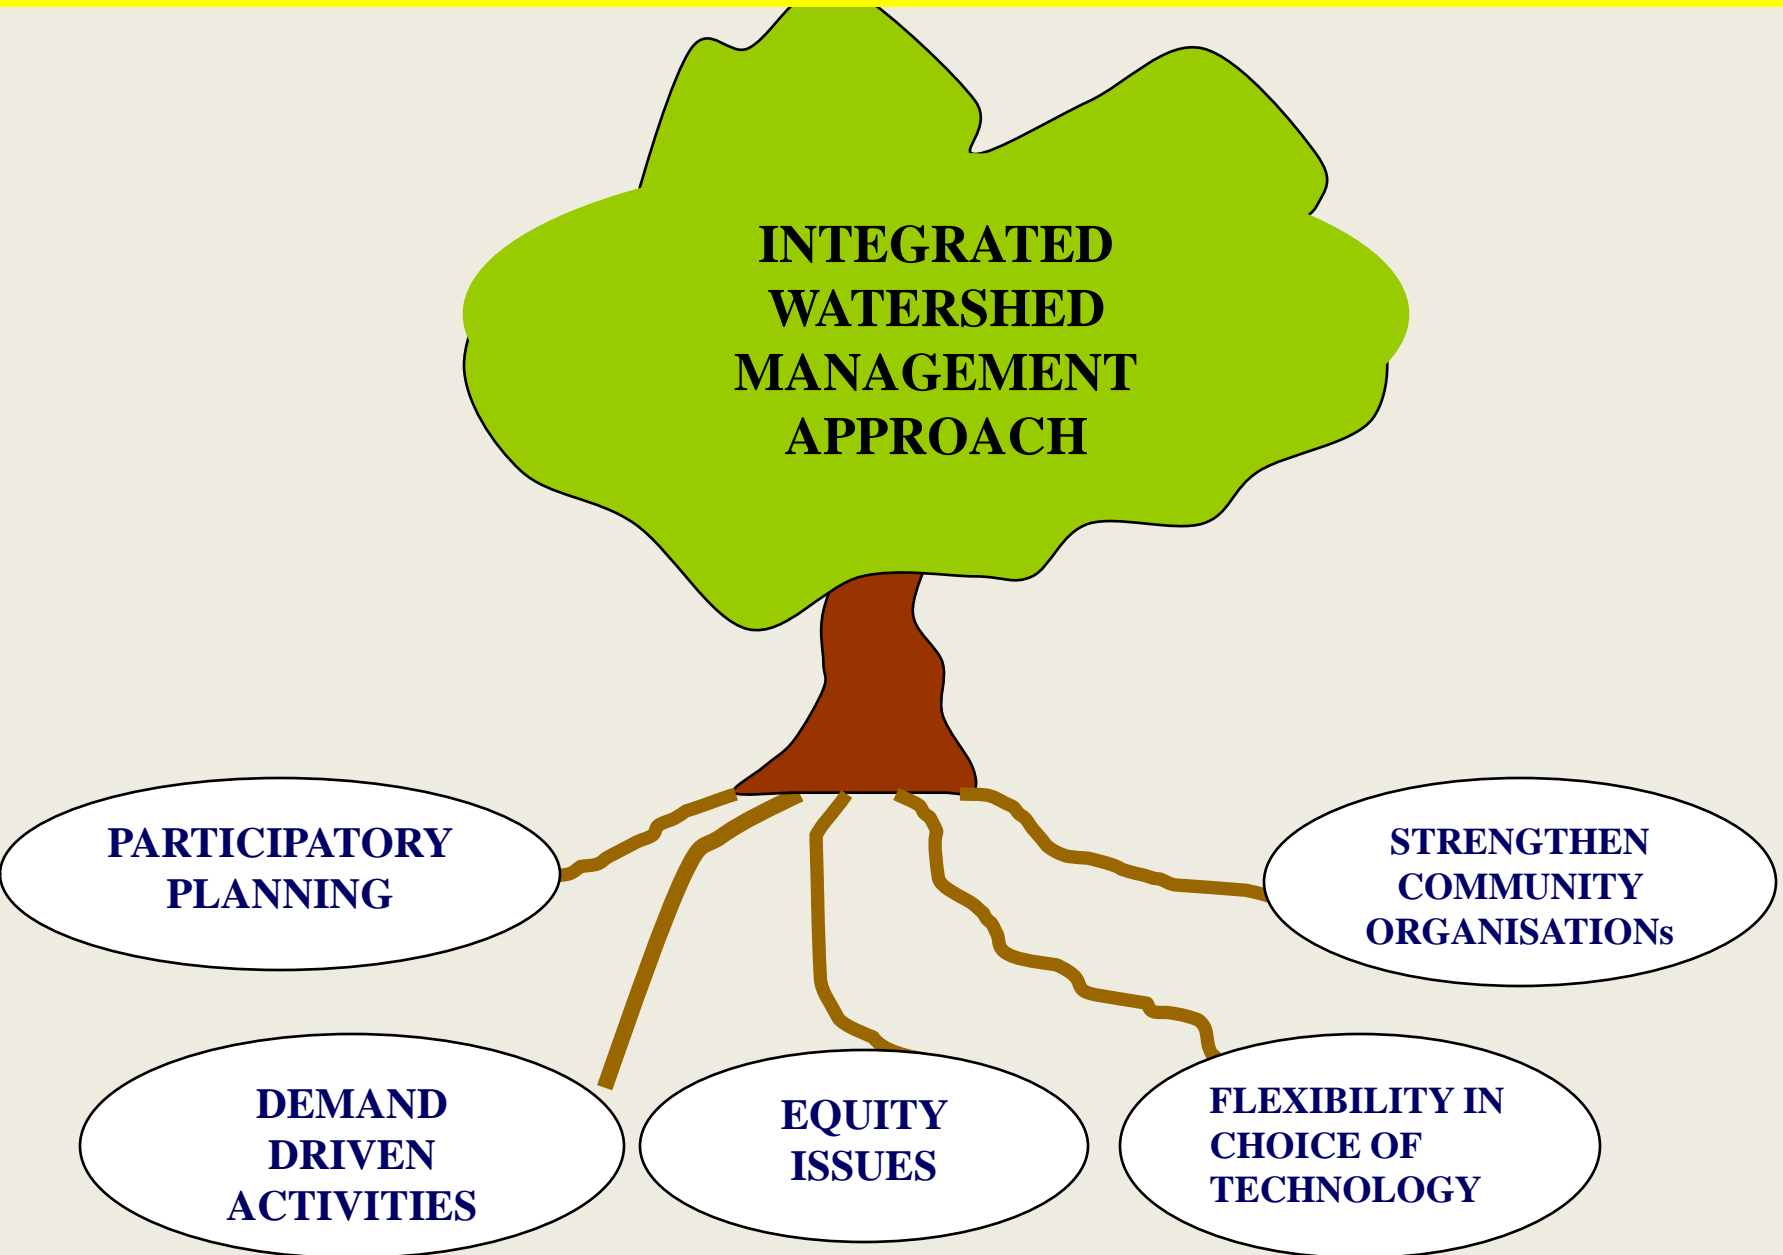 INTEGRATED
WATERSHED
MANAGEMENT
APPROACH
PARTICIPATORY
PLANNING
STRENGTHEN
COMMUNITY
ORGANISATIONs
DEMAND
DRIVEN
ACTIVITIES
EQUITY
ISSUES
FLEXIBILITY IN
CHOICE OF
TECHNOLOGY